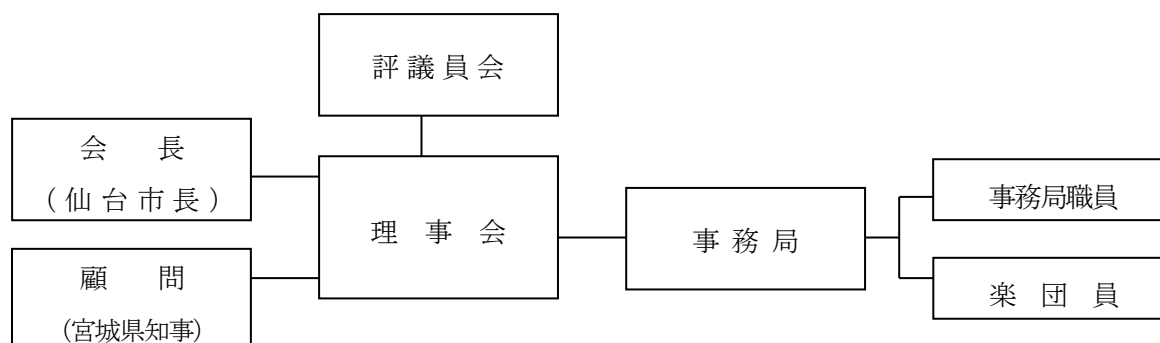 評議員会
会長
(仙台市長)
理事会
事務局
事務局職員
顧問
(宮城県知事)
楽団員